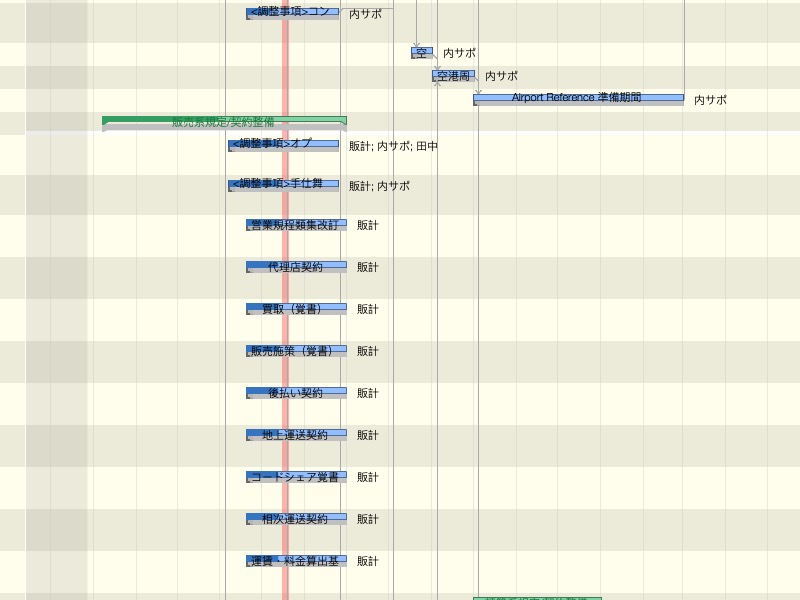 <調整事項>コン 内サポ
空 内サポ
空港周 内サポ
Airport Reference 準備期間 内サポ
販売系規定/契約整備
<調整事項>オプ 販計; 内サポ; 田中
<調整事項>手仕舞 販計; 内サポ
営業規程類集改訂 販計
代理店契約 販計
買取（覚書） 販計
販売施策（覚書） 販計
後払い契約 販計
地上運送契約 販計
コードシェア覚書 販計
相次運送契約 販計
運賃・料金算出基 販計